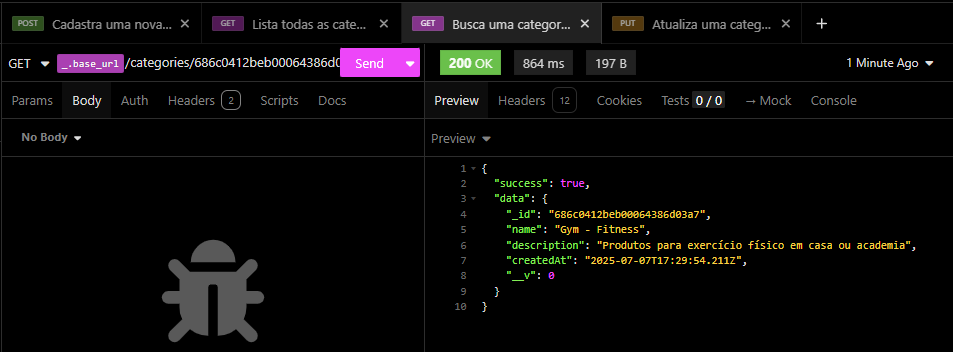 POST Cadastra uma nova... GET Lista todas as cate... GET Busca uma categor... PUT Atualiza uma categ...
GET _.base_url/categories/686c0412beb00064386d0 Send 200 OK 864 ms 197 B 1 Minute Ago
Params Body Auth Headers 2 Scripts Docs Preview Headers 12 Cookies Tests 0 / 0 → Mock Console
No Body Preview
1 {
2 "success": true,
3 "data": {
4 "_id": "686c0412beb00064386d03a7",
5 "name": "Gym - Fitness",
6 "description": "Produtos para exercício físico em casa ou academia",
7 "createdAt": "2025-07-07T17:29:54.211Z",
8 "__v": 0
9 }
10 }